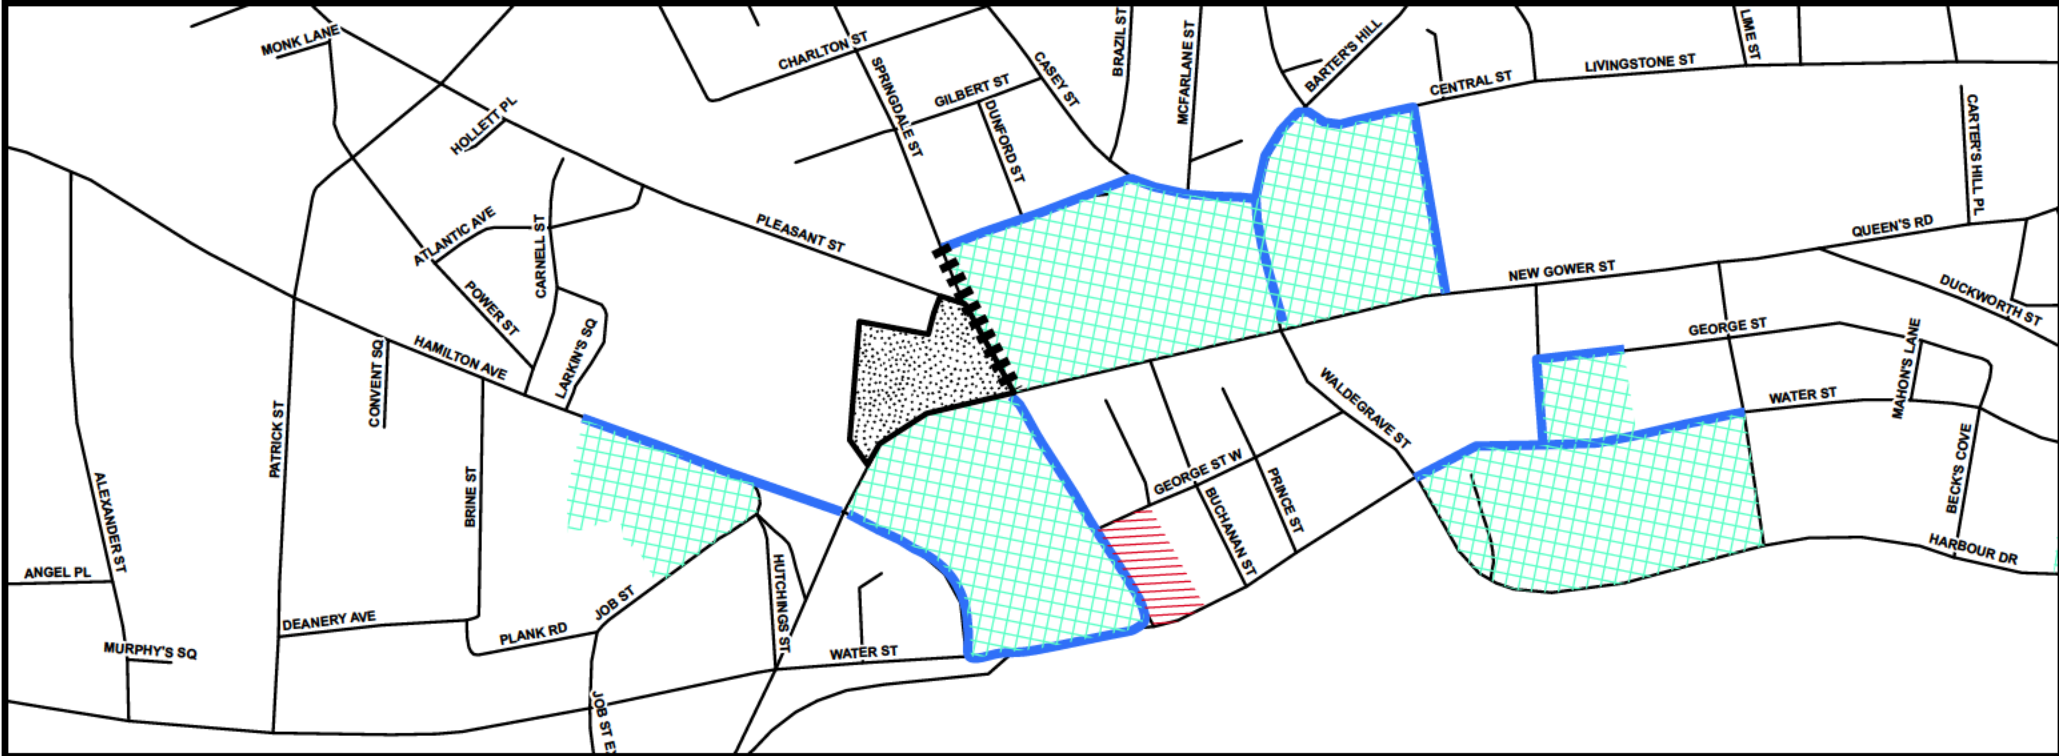 MONK LANE
CHARLTON ST
SPRINGDALE ST
CASEY ST
BRAZIL ST
MCFARLANE ST
BARTER'S HILL
CENTRAL ST
LIVINGSTONE ST
LIME ST
HOLLETT PL
GILBERT ST
DUNFORD ST
CARTER'S HILL PL
ATLANTIC AVE
CARNELL ST
PLEASANT ST
QUEEN'S RD
NEW GOWER ST
DUCKWORTH ST
POWER ST
LARKIN'S SQ
HAMILTON AVE
CONVENT SQ
GEORGE ST
MAHON'S LANE
WALDEGRAVE ST
WATER ST
PATRICK ST
ALEXANDER ST
BRINE ST
GEORGE ST W
BUCHANAN ST
PRINCE ST
BECK'S COVE
HARBOUR DR
ANGEL PL
HUTCHINGS ST
JOB ST
DEANERY AVE
PLANK RD
MURPHY'S SQ
WATER ST
JOB ST E